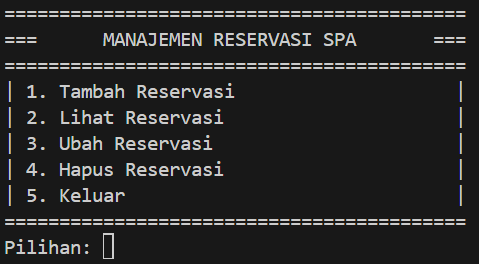 ==========================================
===      MANAJEMEN RESERVASI SPA       ===
==========================================
| 1. Tambah Reservasi                    |
| 2. Lihat Reservasi                     |
| 3. Ubah Reservasi                      |
| 4. Hapus Reservasi                     |
| 5. Keluar                              |
==========================================
Pilihan: